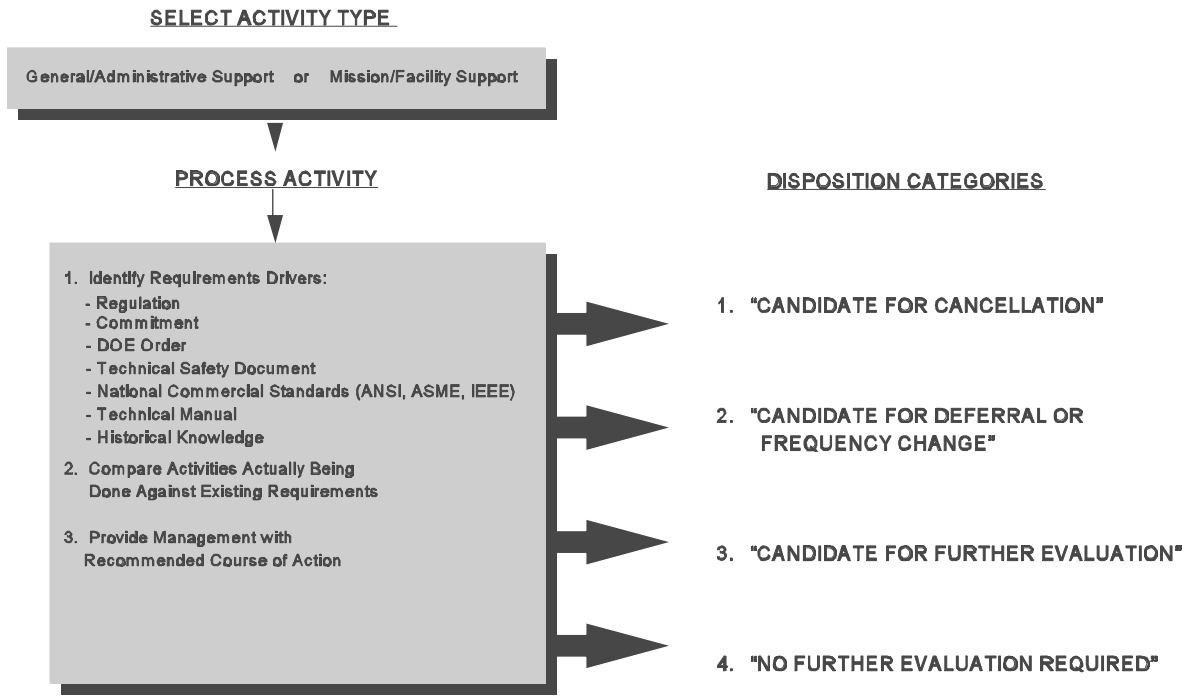 SELECT ACTIVITY TYPE
General/Administrative Support or Mission/Facility Support
PROCESS ACTIVITY
1. Identify Requirements Drivers:
- Regulation
- Commitment
- DOE Order
- Technical Safety Document
- National Commercial Standards (ANSI, ASME, IEEE)
- Technical Manual
- Historical Knowledge
2. Compare Activities Actually Being
Done Against Existing Requirements
3. Provide Management with
Recommended Course of Action
DISPOSITION CATEGORIES
1. "CANDIDATE FOR CANCELLATION"
2. "CANDIDATE FOR DEFERRAL OR
FREQUENCY CHANGE"
3. "CANDIDATE FOR FURTHER EVALUATION"
4. "NO FURTHER EVALUATION REQUIRED"